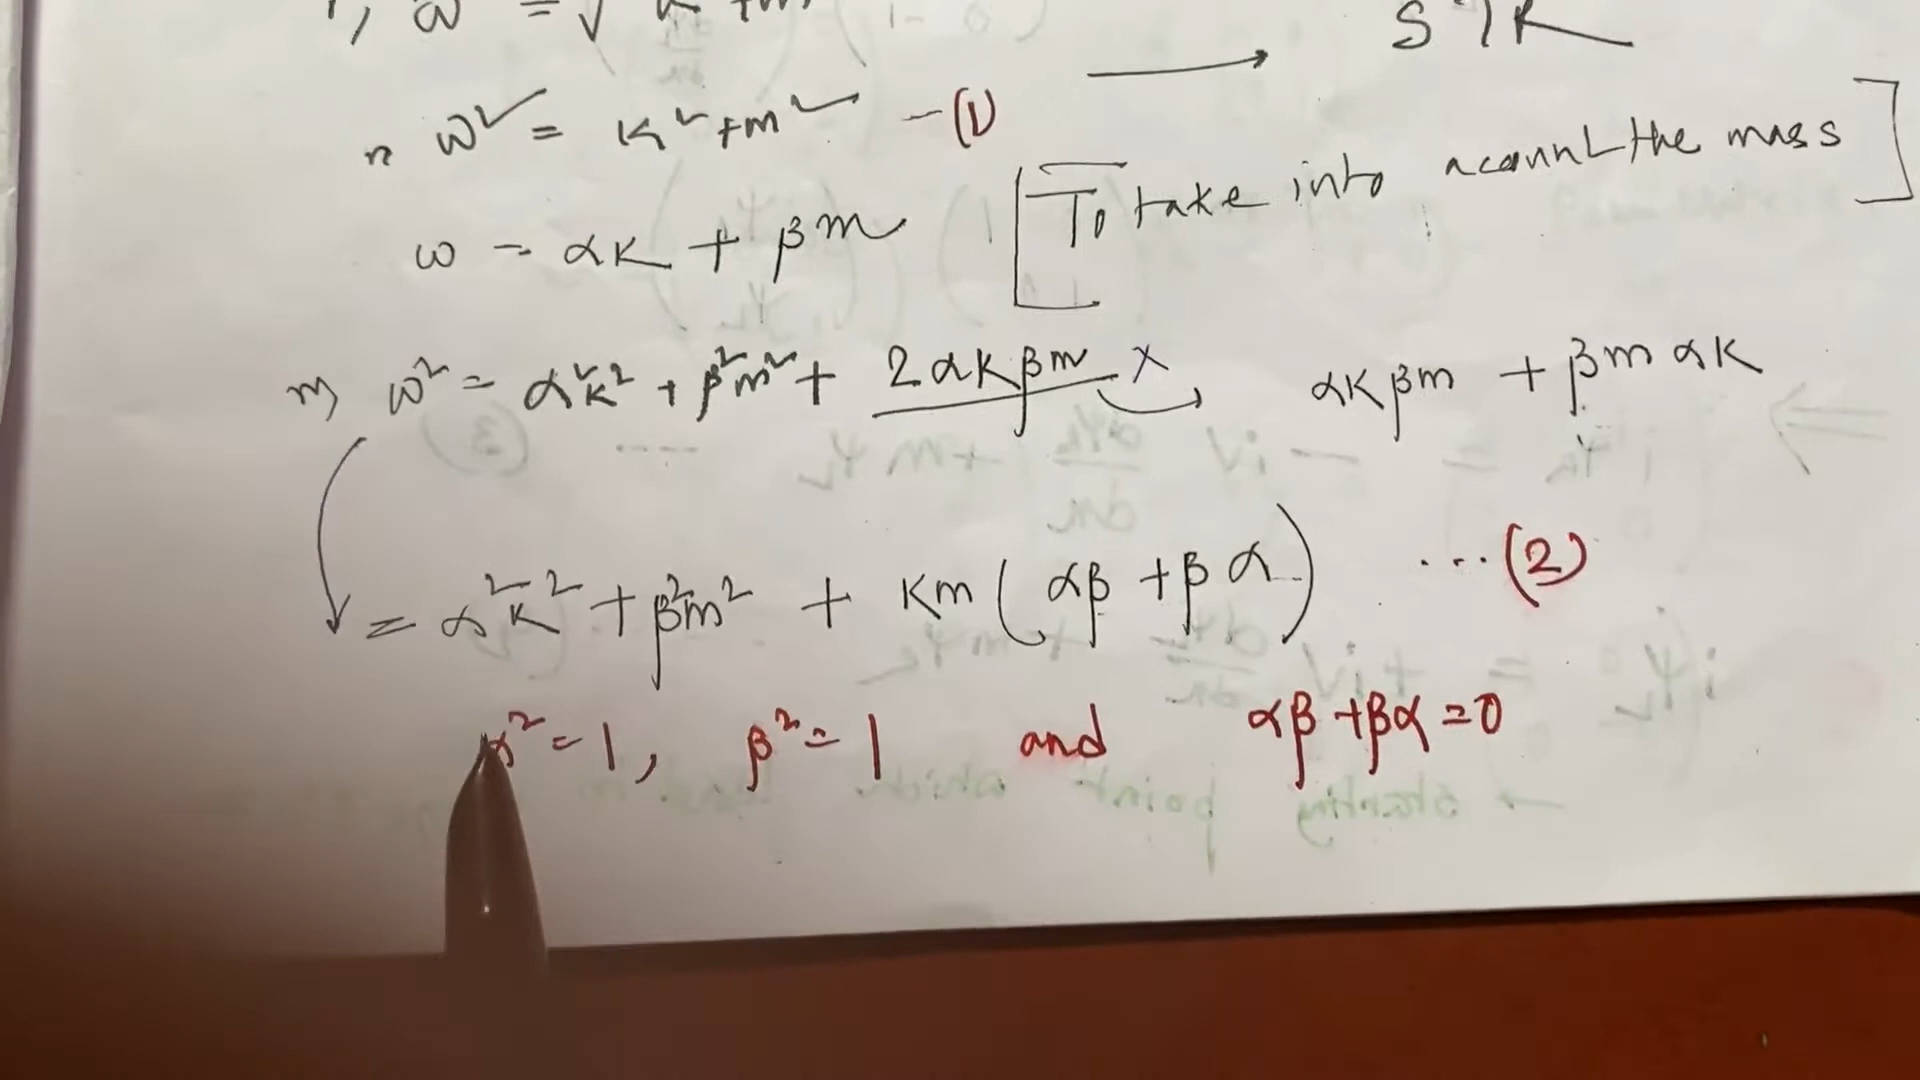 ω² = k² + m² —(1) ⟶ STR
ω = αk + βm [To take into account the mass]
ω² = α²k² + β²m² + 2αkβm × αkβm + βmαk
= α²k² + β²m² + km(αβ + βα) ...(2)
α² = 1, β² = 1 and αβ + βα = 0